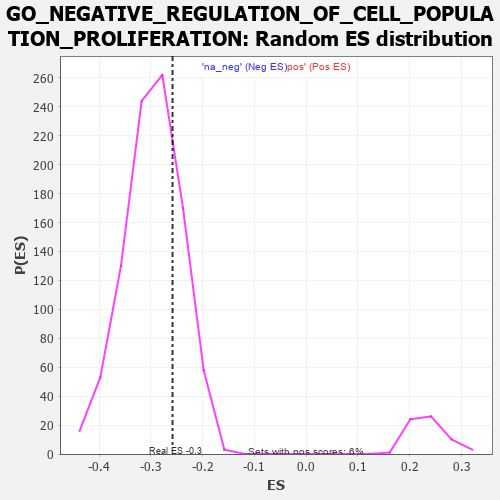 GO_NEGATIVE_REGULATION_OF_CELL_POPULA
TION_PROLIFERATION: Random ES distribution
'na_neg' (Neg ES)pos' (Pos ES)
260
240
220
200
180
160
140
120
100
80
60
40
20
0
P(ES)
Real ES -0.3
Sets with pos scores: 6%
-0.4 -0.3 -0.2 -0.1 0.0 0.1 0.2 0.3
ES